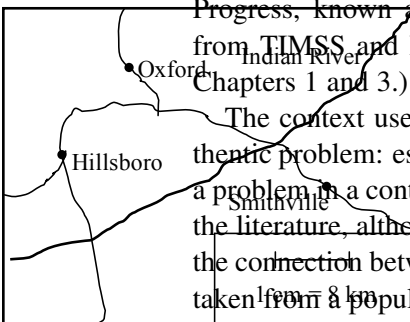 Progress, known
from TIMSS and
Indian River
Oxford
Chapters 1 and 3.)
The context use
Hillsboro
thentic problem: es
a problem in a cont
Smithville
the literature, altho
the connection betw
1 cm = 8 km
taken from a popul